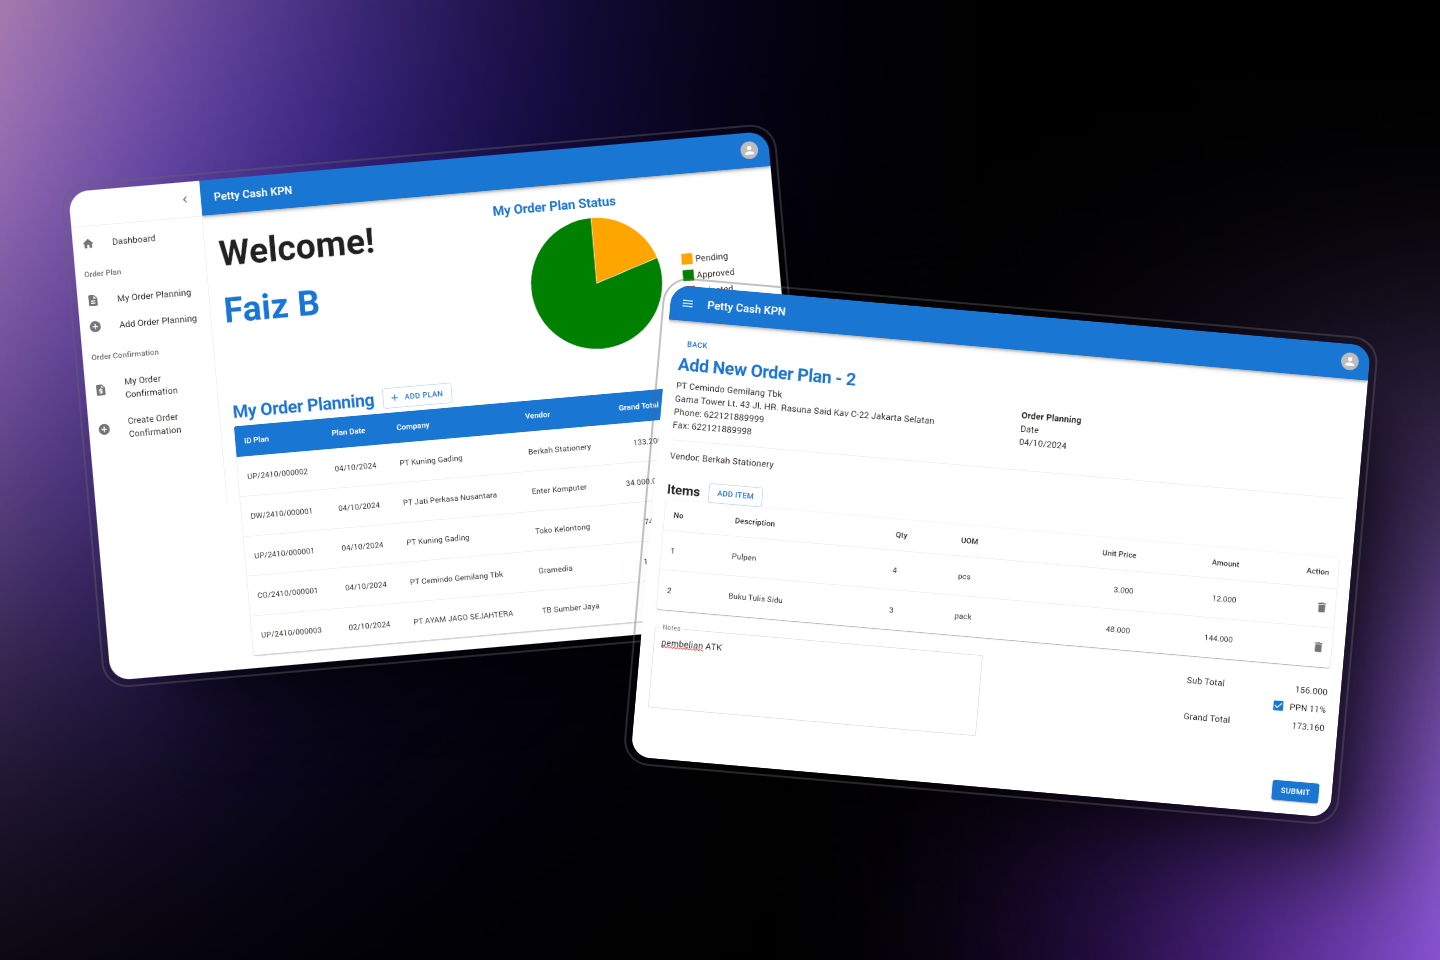 Petty Cash KPN
Dashboard
Order Plan
My Order Planning
Add Order Planning
Order Confirmation
My Order
Confirmation
Create Order
Confirmation
Welcome!
Faiz B
My Order Plan Status
Pending
Approved
My Order Planning
+ ADD PLAN
ID Plan Plan Date Company Vendor Grand Total
UP/2410/000002 04/10/2024 PT Kuning Gading Berkah Stationery 133.20
DW/2410/000001 04/10/2024 PT Jati Perkasa Nusantara Enter Komputer 34.000.
UP/2410/000001 04/10/2024 PT Kuning Gading Toko Kelontong
CG/2410/000001 04/10/2024 PT Cemindo Gemilang Tbk Gramedia 1
UP/2410/000003 02/10/2024 PT AYAM JAGO SEJAHTERA TB Sumber Jaya
Petty Cash KPN
BACK
Add New Order Plan - 2
PT Cemindo Gemilang Tbk
Gama Tower Lt. 43 Jl. HR. Rasuna Said Kav C-22 Jakarta Selatan
Phone: 622121889999
Fax: 622121889998
Order Planning
Date
04/10/2024
Vendor: Berkah Stationery
Items
ADD ITEM
No Description Qty UOM Unit Price Amount Action
1 Pulpen 4 pcs 3.000 12.000
2 Buku Tulis Sidu 3 pack 48.000 144.000
Notes
pembelian ATK
Sub Total 156.000
PPN 11%
Grand Total 173.160
SUBMIT